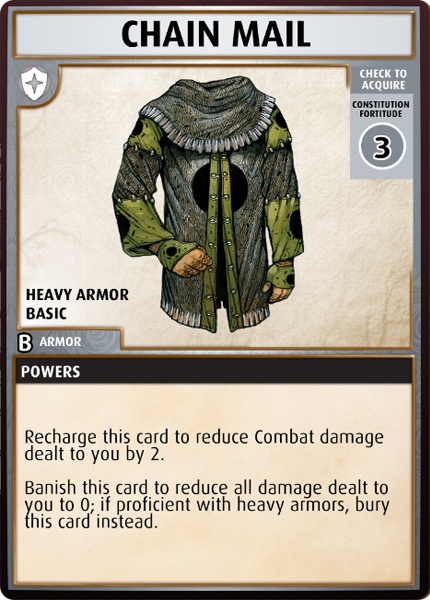 CHAIN MAIL
CHECK TO
ACQUIRE
CONSTITUTION
FORTITUDE
3
HEAVY ARMOR
BASIC
B ARMOR
POWERS
Recharge this card to reduce Combat damage
dealt to you by 2.
Banish this card to reduce all damage dealt to
you to 0; if proficient with heavy armors, bury
this card instead.